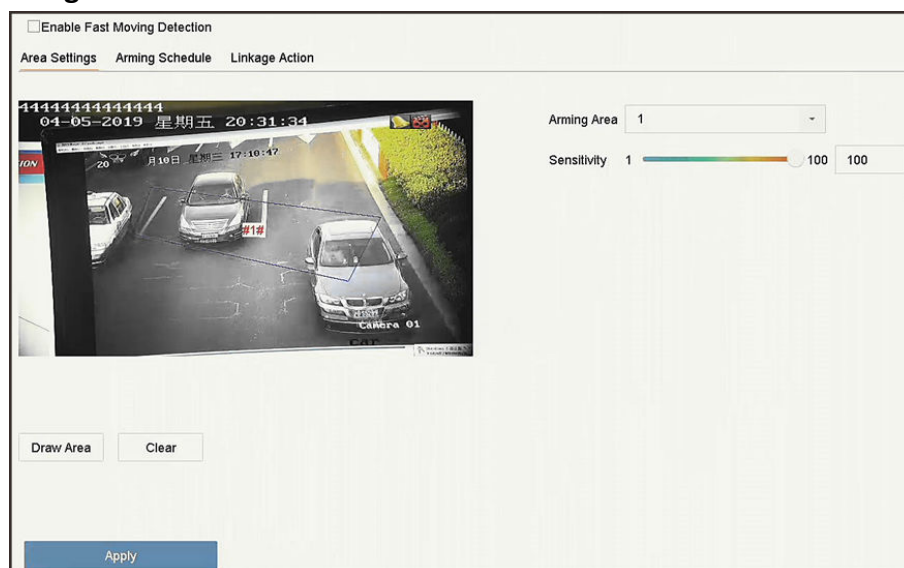 Enable Fast Moving Detection
Area Settings Arming Schedule Linkage Action
44444444444444
04-05-2019 星期五 20:31:34
ION
20 月10日 星期三 17:10:47
#1#
Camera 01
Arming Area 1
Sensitivity 1 100 100
Draw Area Clear
Apply